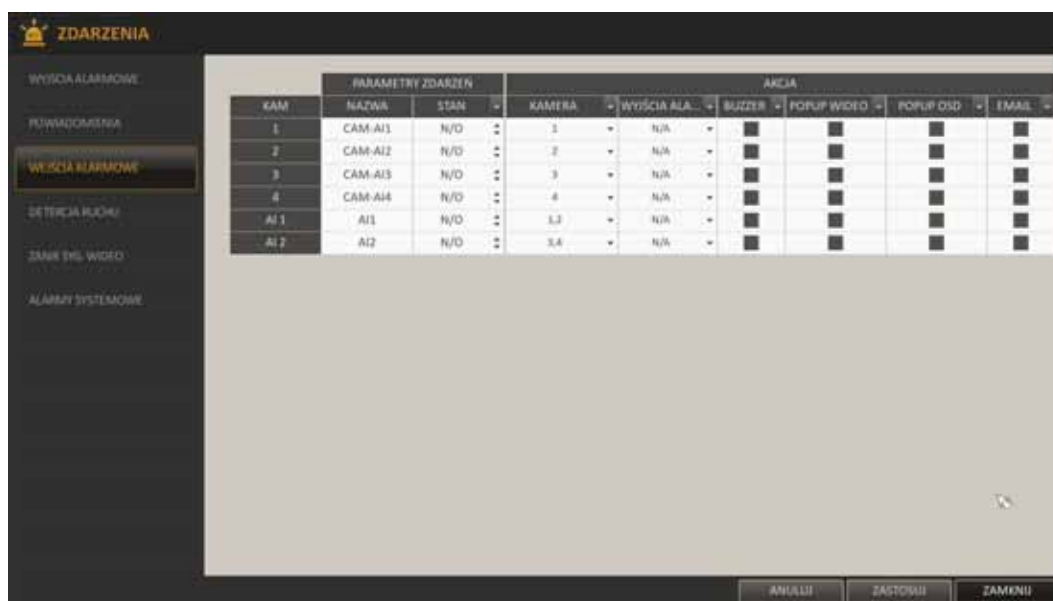 ZDARZENIA
WYJŚCIA ALARMOWE
POWIADOMIENIA
WEJŚCIA ALARMOWE
DETEKCJA RUCHU
ZANIK SYG. WIDEO
ALARMY SYSTEMOWE
PARAMETRY ZDARZEŃ AKCJA
KAM NAZWA STAN KAMERA WYJŚCIA ALA... BUZZER POPUP WIDEO POPUP OSD EMAIL
1 CAM-AI1 N/O 1 N/A
2 CAM-AI2 N/O 2 N/A
3 CAM-AI3 N/O 3 N/A
4 CAM-AI4 N/O 4 N/A
AI 1 AI1 N/O 1,2 N/A
AI 2 AI2 N/O 3,4 N/A
ANULUJ ZASTOSUJ ZAMKNIJ